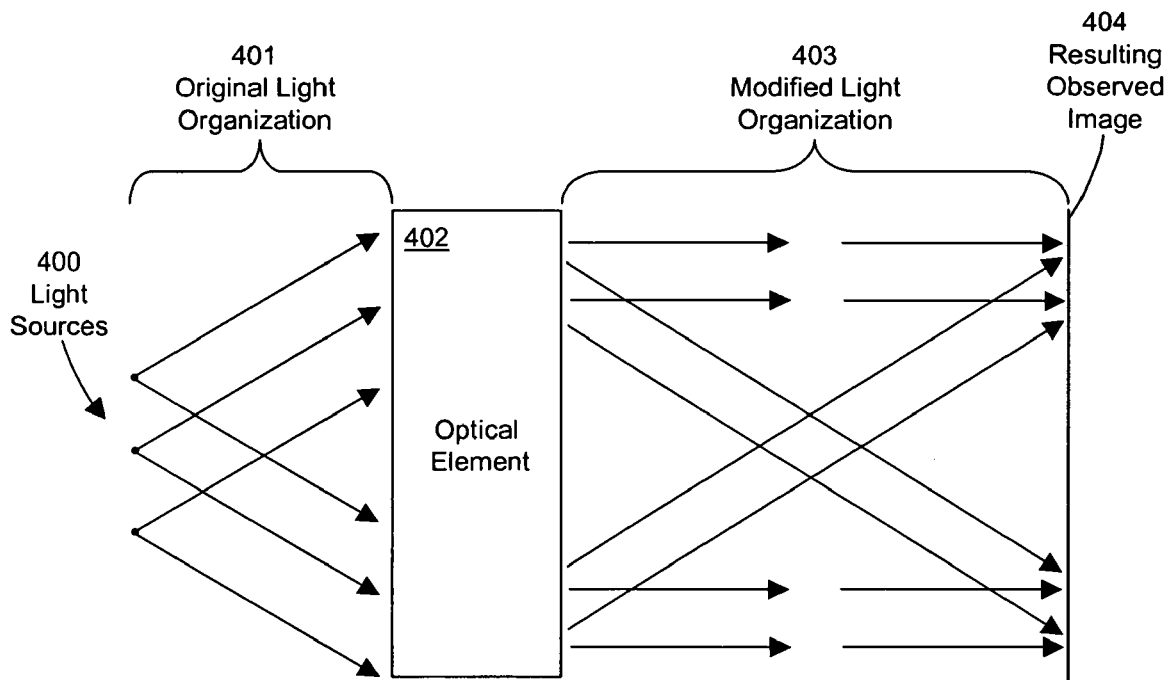 401
Original Light
Organization
403
Modified Light
Organization
404
Resulting
Observed
Image
400
Light
Sources
402
Optical
Element